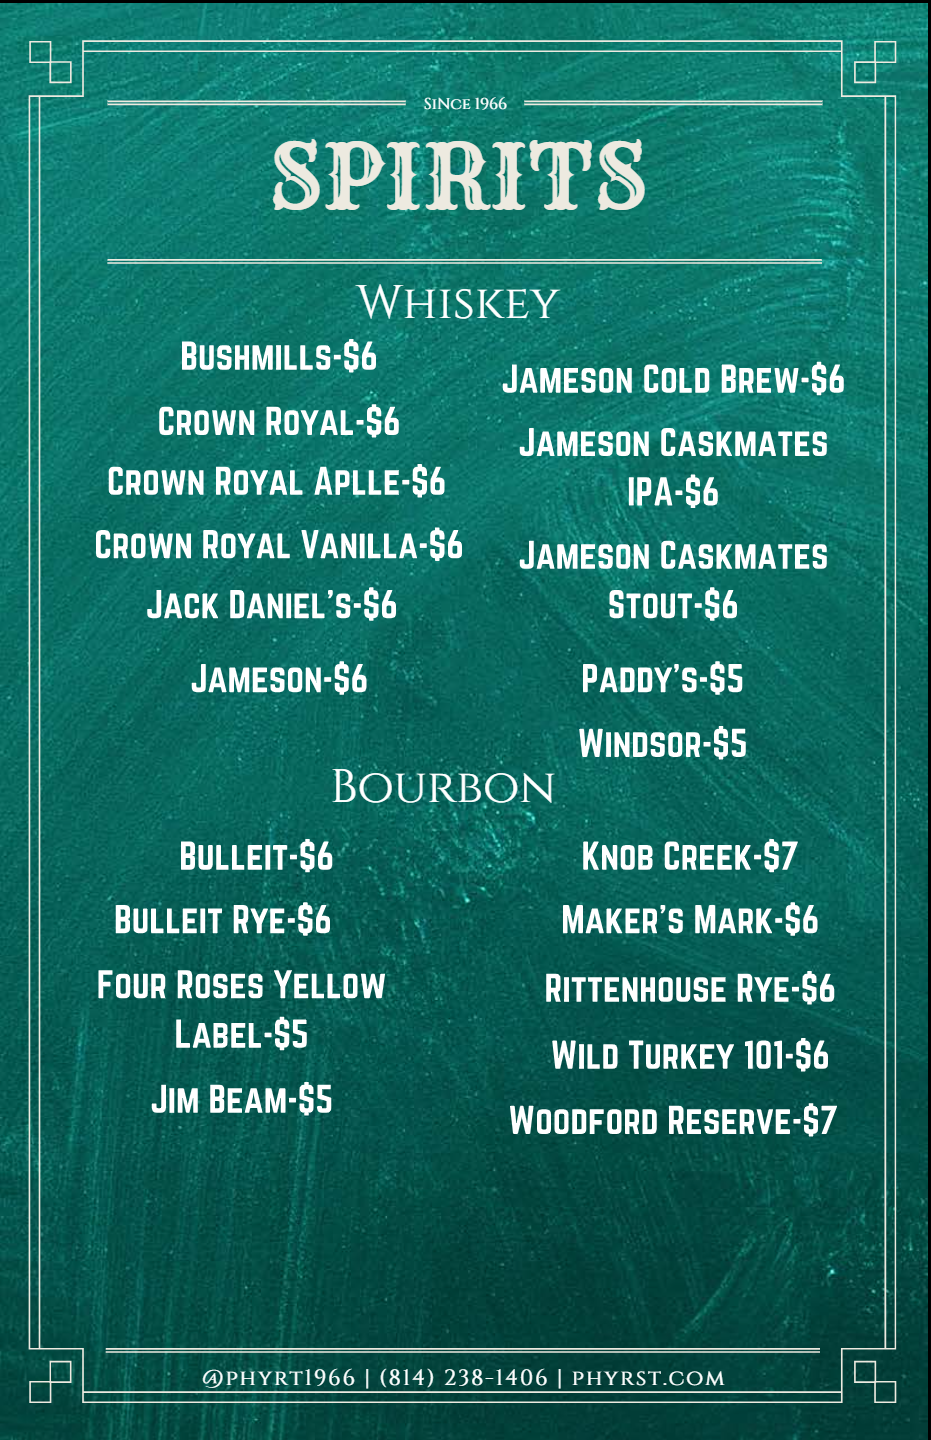 SINCE 1966
SPIRITS
WHISKEY
BUSHMILLS-$6
CROWN ROYAL-$6
CROWN ROYAL APLLE-$6
CROWN ROYAL VANILLA-$6
JACK DANIEL'S-$6
JAMESON-$6
JAMESON COLD BREW-$6
JAMESON CASKMATES
IPA-$6
JAMESON CASKMATES
STOUT-$6
PADDY'S-$5
WINDSOR-$5
BOURBON
BULLEIT-$6
BULLEIT RYE-$6
FOUR ROSES YELLOW
LABEL-$5
JIM BEAM-$5
KNOB CREEK-$7
MAKER'S MARK-$6
RITTENHOUSE RYE-$6
WILD TURKEY 101-$6
WOODFORD RESERVE-$7
@PHYRT1966 | (814) 238-1406 | PHYRST.COM